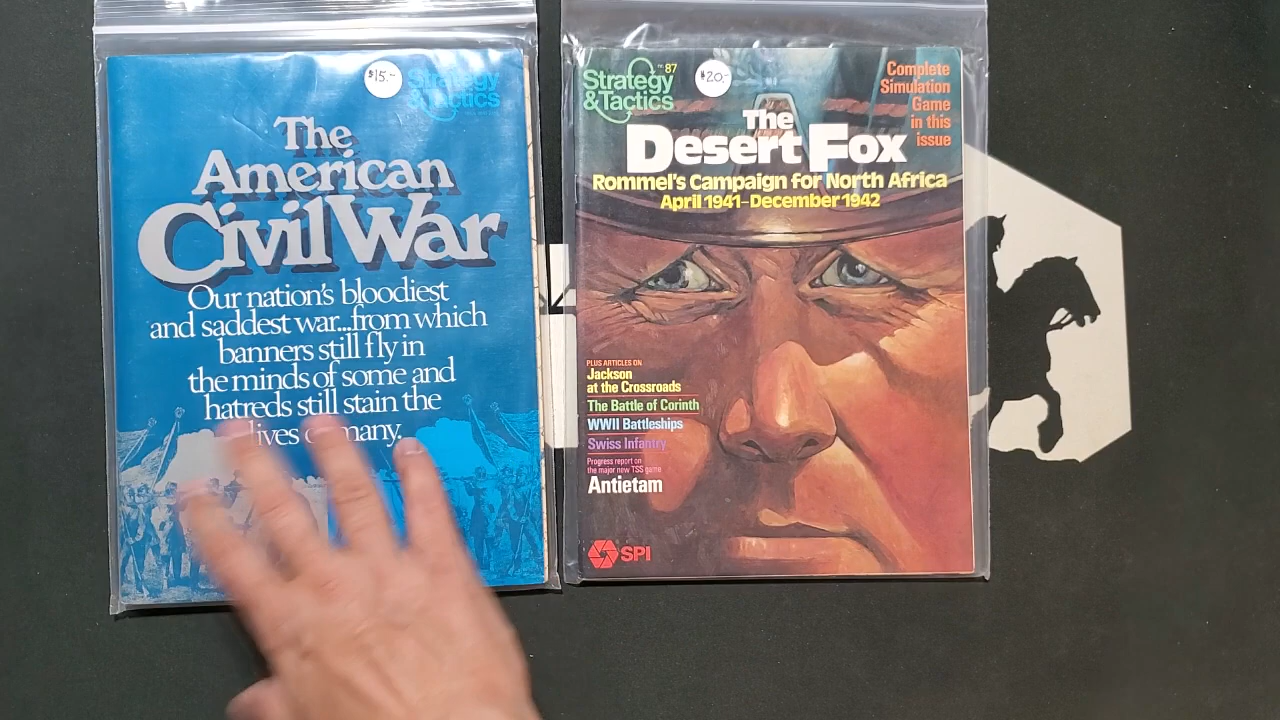 $15.-
Strategy
& Tactics
The
American
Civil War
Our nation's bloodiest
and saddest war...from which
banners still fly in
the minds of some and
hatreds still stain the
lives many.
Strategy
& Tactics
Nr. 87
$20.-
Complete
Simulation
Game
in this
issue
The
Desert Fox
Rommel's Campaign for North Africa
April 1941–December 1942
PLUS ARTICLES ON
Jackson
at the Crossroads
The Battle of Corinth
WWII Battleships
Swiss Infantry
Progress report on
the major new TSS game
Antietam
SPI